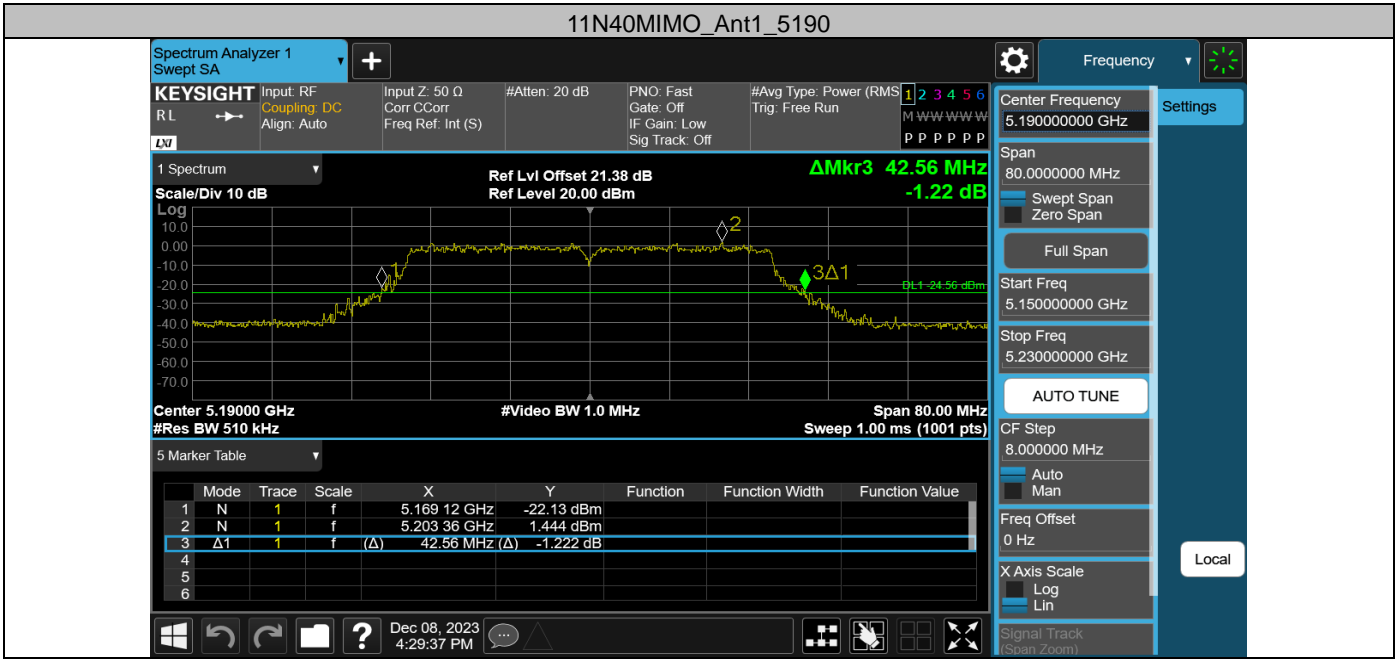 11N40MIMO_Ant1_5190
Spectrum Analyzer 1
Swept SA
Frequency
KEYSIGHT
RL
LXI
Input: RF
Coupling: DC
Align: Auto
Input Z: 50 Ω
Corr CCorr
Freq Ref: Int (S)
#Atten: 20 dB
PNO: Fast
Gate: Off
IF Gain: Low
Sig Track: Off
#Avg Type: Power (RMS
Trig: Free Run
1 2 3 4 5 6
M W W W W W
P P P P P P
Center Frequency
5.190000000 GHz
Settings
Span
80.0000000 MHz
Swept Span
Zero Span
Full Span
Start Freq
5.150000000 GHz
Stop Freq
5.230000000 GHz
AUTO TUNE
CF Step
8.000000 MHz
Auto
Man
Freq Offset
0 Hz
X Axis Scale
Log
Lin
Signal Track
(Span Zoom)
Local
1 Spectrum
Scale/Div 10 dB
Log
Ref Lvl Offset 21.38 dB
Ref Level 20.00 dBm
ΔMkr3 42.56 MHz
-1.22 dB
10.0
0.00
-10.0
-20.0
-30.0
-40.0
-50.0
-60.0
-70.0
1
2
3Δ1
DL1 -24.56 dBm
Center 5.19000 GHz
#Video BW 1.0 MHz
Span 80.00 MHz
#Res BW 510 kHz
Sweep 1.00 ms (1001 pts)
5 Marker Table
Mode Trace Scale X Y Function Function Width Function Value
1 N 1 f 5.169 12 GHz -22.13 dBm
2 N 1 f 5.203 36 GHz 1.444 dBm
3 Δ1 1 f (Δ) 42.56 MHz (Δ) -1.222 dB
4
5
6
?
Dec 08, 2023
4:29:37 PM